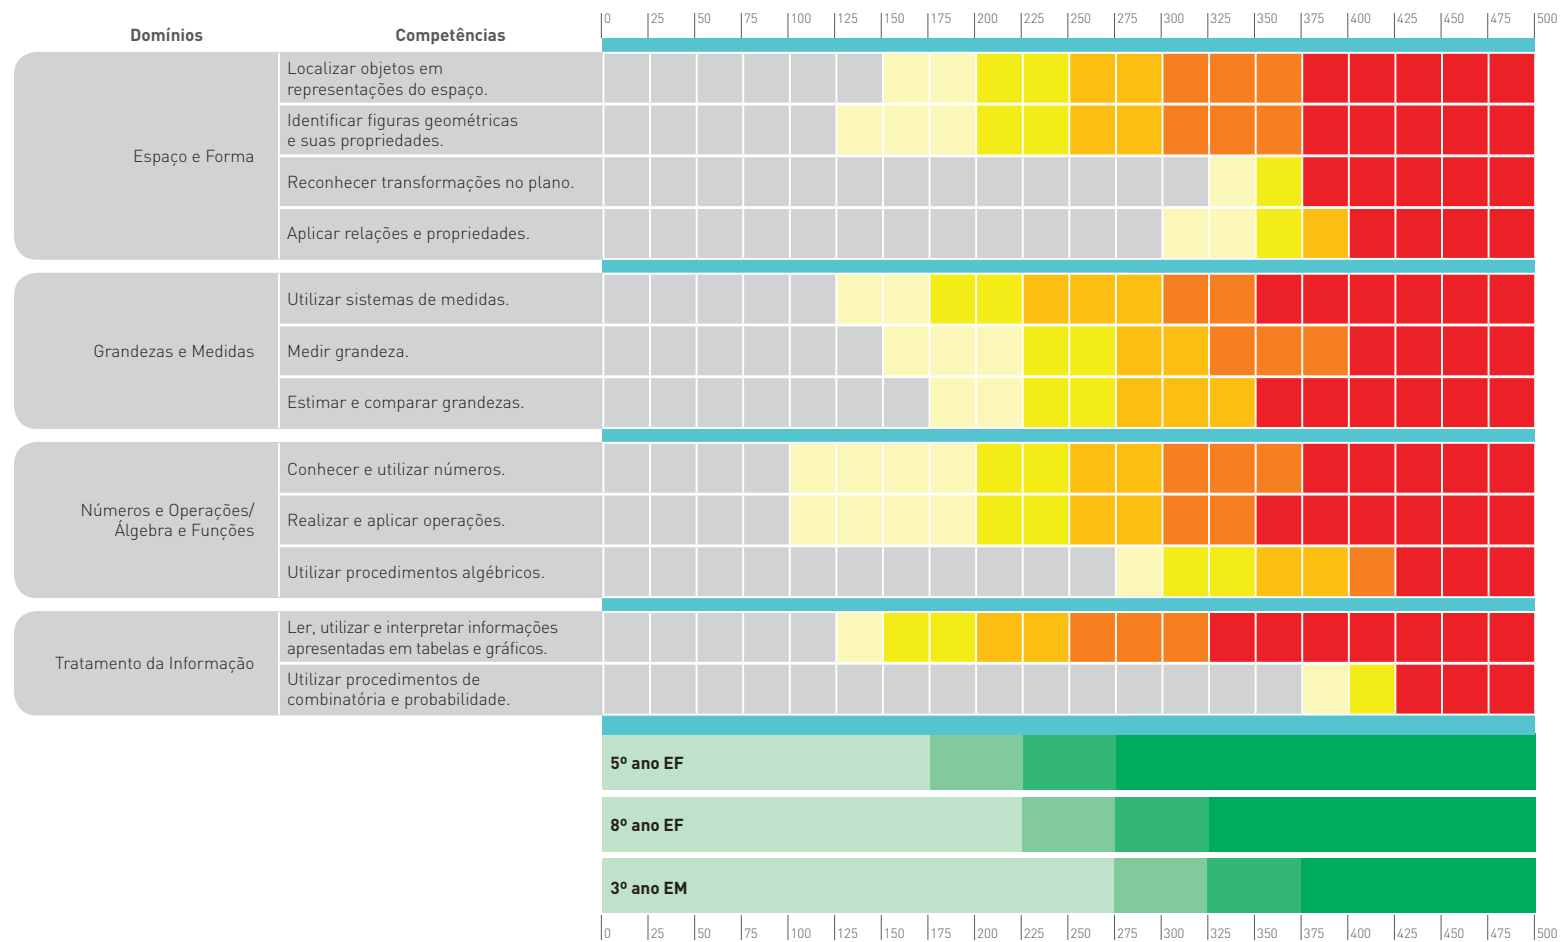 0 25 50 75 100 125 150 175 200 225 250 275 300 325 350 375 400 425 450 475 500
Domínios Competências
Espaço e Forma
Localizar objetos em
representações do espaço.
Identificar figuras geométricas
e suas propriedades.
Reconhecer transformações no plano.
Aplicar relações e propriedades.
Grandezas e Medidas
Utilizar sistemas de medidas.
Medir grandeza.
Estimar e comparar grandezas.
Números e Operações/
Álgebra e Funções
Conhecer e utilizar números.
Realizar e aplicar operações.
Utilizar procedimentos algébricos.
Tratamento da Informação
Ler, utilizar e interpretar informações
apresentadas em tabelas e gráficos.
Utilizar procedimentos de
combinatória e probabilidade.
5º ano EF
8º ano EF
3º ano EM
0 25 50 75 100 125 150 175 200 225 250 275 300 325 350 375 400 425 450 475 500